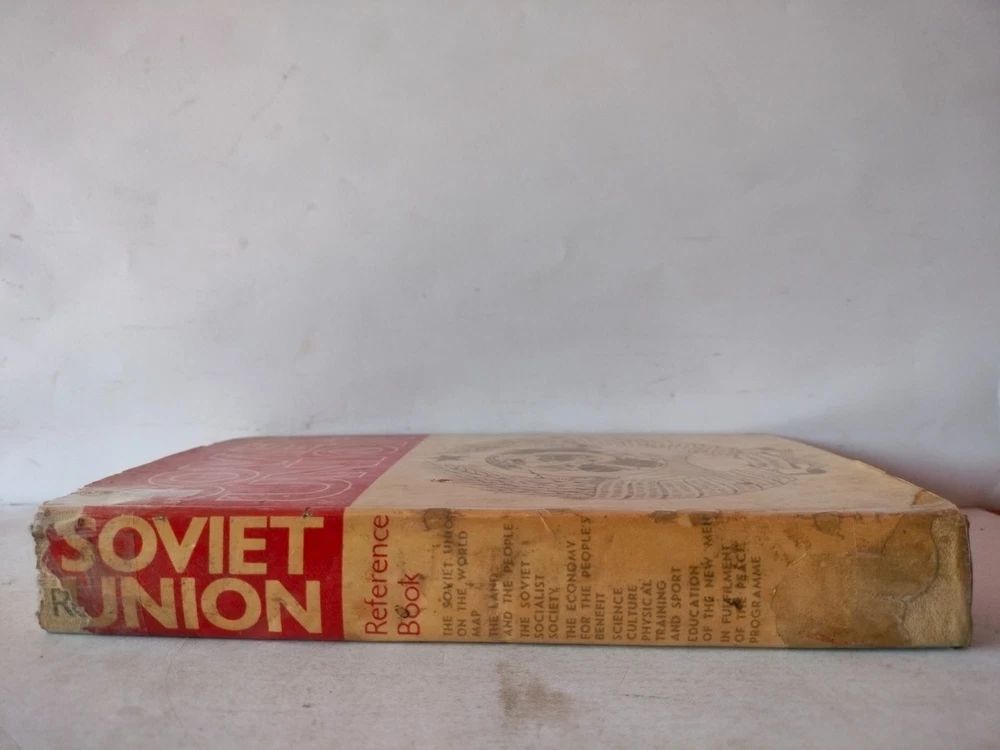 SOVIET
UNION
SOVIET
UNION
Reference
Book
THE SOVIET UNION
ON THE WORLD
MAP
THE LAND
AND THE PEOPLE
THE SOVIET
SOCIALIST
SOCIETY
THE ECONOMY
FOR THE PEOPLE'S
BENEFIT
SCIENCE
CULTURE
PHYSICAL
TRAINING
AND SPORT
EDUCATION
OF THE NEW MEN
IN FULFILMENT
OF THE PEACE
PROGRAMME